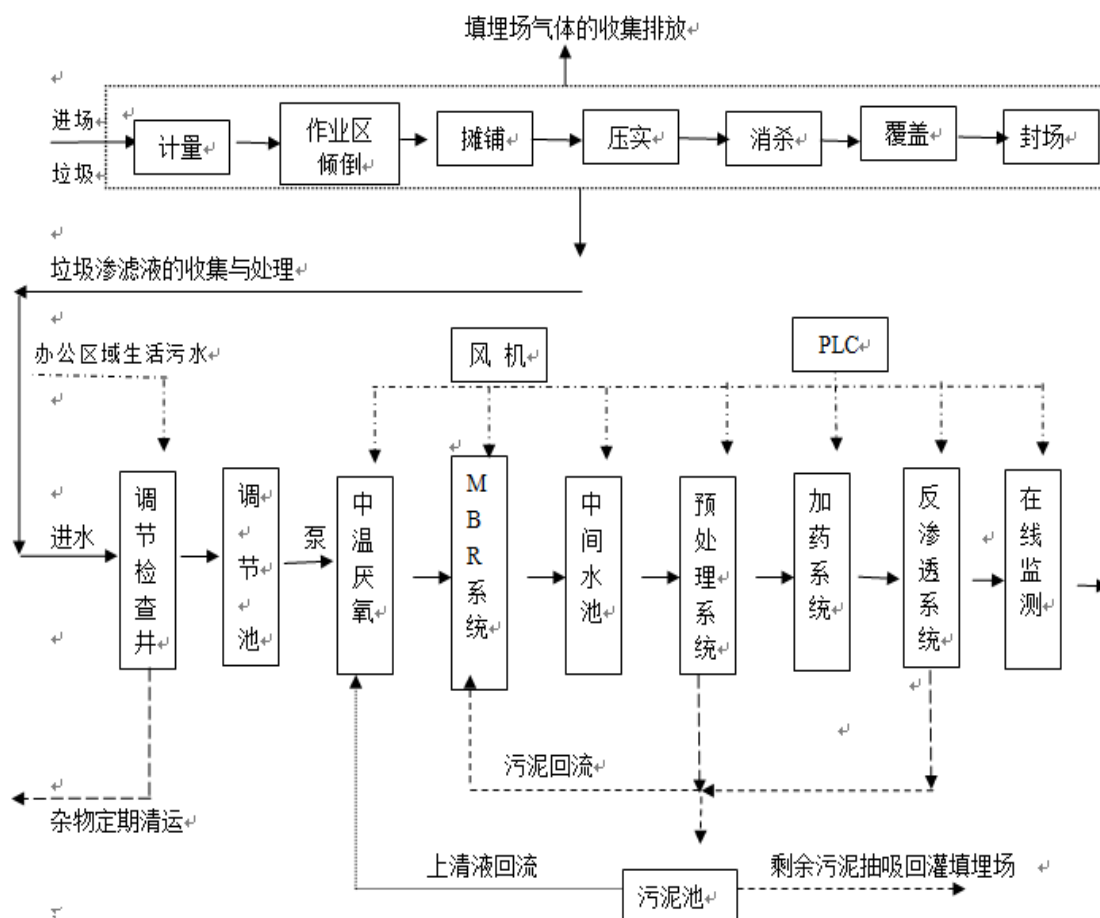 填埋场气体的收集排放
进场
垃圾
计量
作业区
倾倒
摊铺
压实
消杀
覆盖
封场
垃圾渗滤液的收集与处理
办公区域生活污水
风 机
PLC
进水
调节检查井
调节池
泵
中温厌氧
MBR系统
中间水池
预处理系统
加药系统
反渗透系统
在线监测
污泥回流
杂物定期清运
上清液回流
污泥池
剩余污泥抽吸回灌填埋场